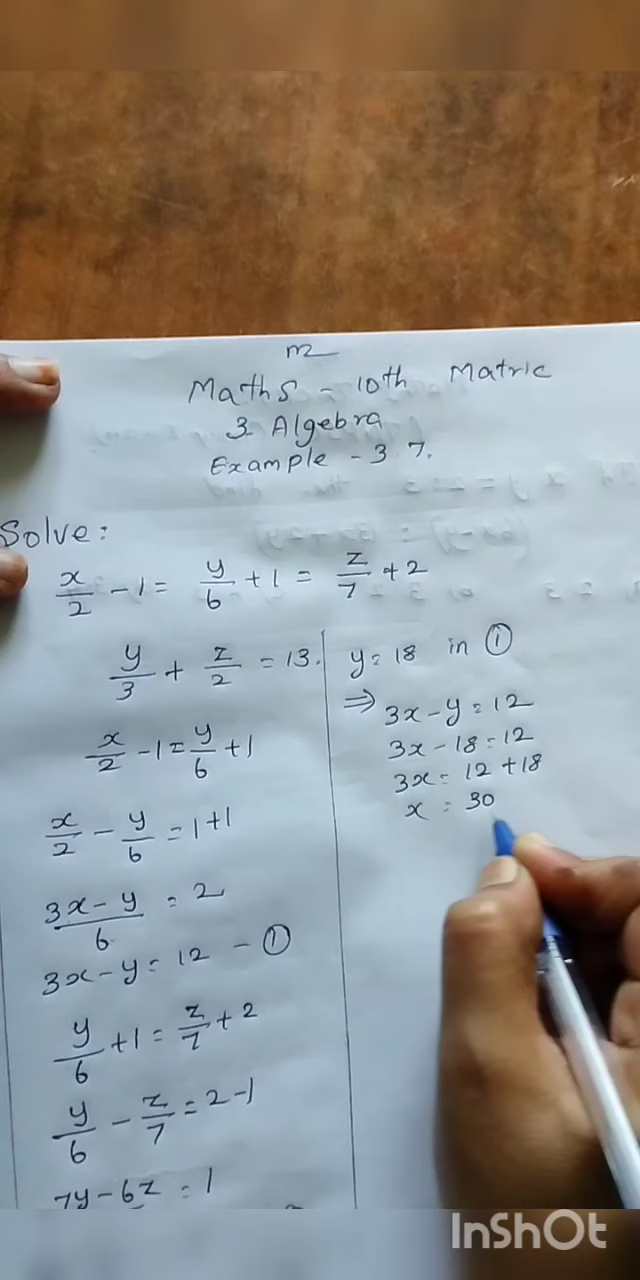 Maths - 10th Matric
3 Algebra
Example - 3 7.
Solve:
x/2 - 1 = y/6 + 1 = z/7 + 2
y/3 + z/2 = 13.
x/2 - 1 = y/6 + 1
x/2 - y/6 = 1+1
3x - y/6 = 2
3x - y = 12 - ①
y/6 + 1 = z/7 + 2
y/6 - z/7 = 2-1
7y - 6z = 1
y = 18 in ①
⇒ 3x - y = 12
3x - 18 = 12
3x = 12 + 18
x = 30
InShOt